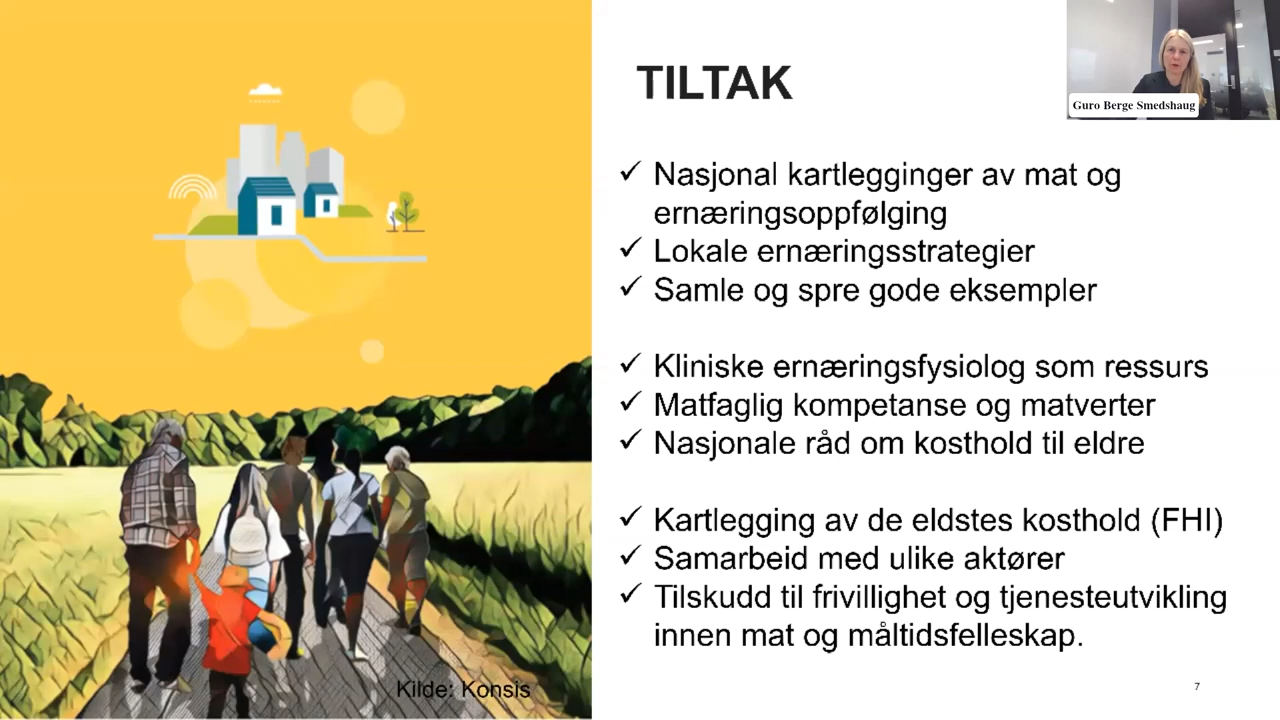 TILTAK
Guro Berge Smedshaug
✓ Nasjonal kartlegginger av mat og
ernæringsoppfølging
✓ Lokale ernæringsstrategier
✓ Samle og spre gode eksempler
✓ Kliniske ernæringsfysiolog som ressurs
✓ Matfaglig kompetanse og matverter
✓ Nasjonale råd om kosthold til eldre
✓ Kartlegging av de eldstes kosthold (FHI)
✓ Samarbeid med ulike aktører
✓ Tilskudd til frivillighet og tjenesteutvikling
innen mat og måltidsfelleskap.
Kilde: Konsis
7